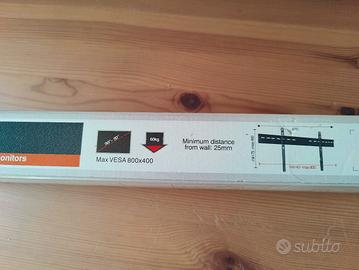 60kg
Minimum distance
from wall: 25mm
Max VESA 800x400
onitors
subito